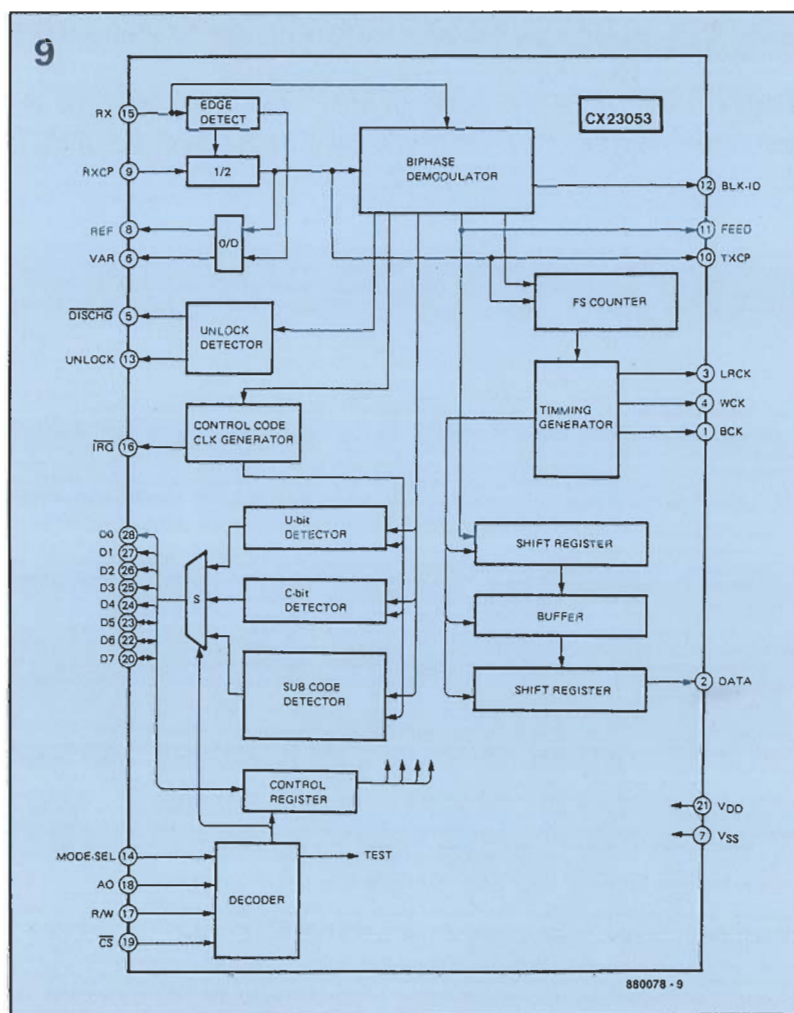 9
CX23053
RX 15
EDGE DETECT
RXCP 9
1/2
BIPHASE DEMODULATOR
12 BLK-ID
REF 8
VAR 6
0/D
11 FEED
10 TXCP
DISCHG 5
UNLOCK 13
UNLOCK DETECTOR
FS COUNTER
TIMMING GENERATOR
3 LRCK
4 WCK
1 BCK
IRG 16
CONTROL CODE CLK GENERATOR
D0 28
D1 27
D2 26
D3 25
D4 24
D5 23
D6 22
D7 20
S
U-bit DETECTOR
C-bit DETECTOR
SUB CODE DETECTOR
SHIFT REGISTER
BUFFER
SHIFT REGISTER
2 DATA
CONTROL REGISTER
21 VDD
7 VSS
MODE-SEL 14
AO 18
R/W 17
CS 19
DECODER
TEST
880078 - 9